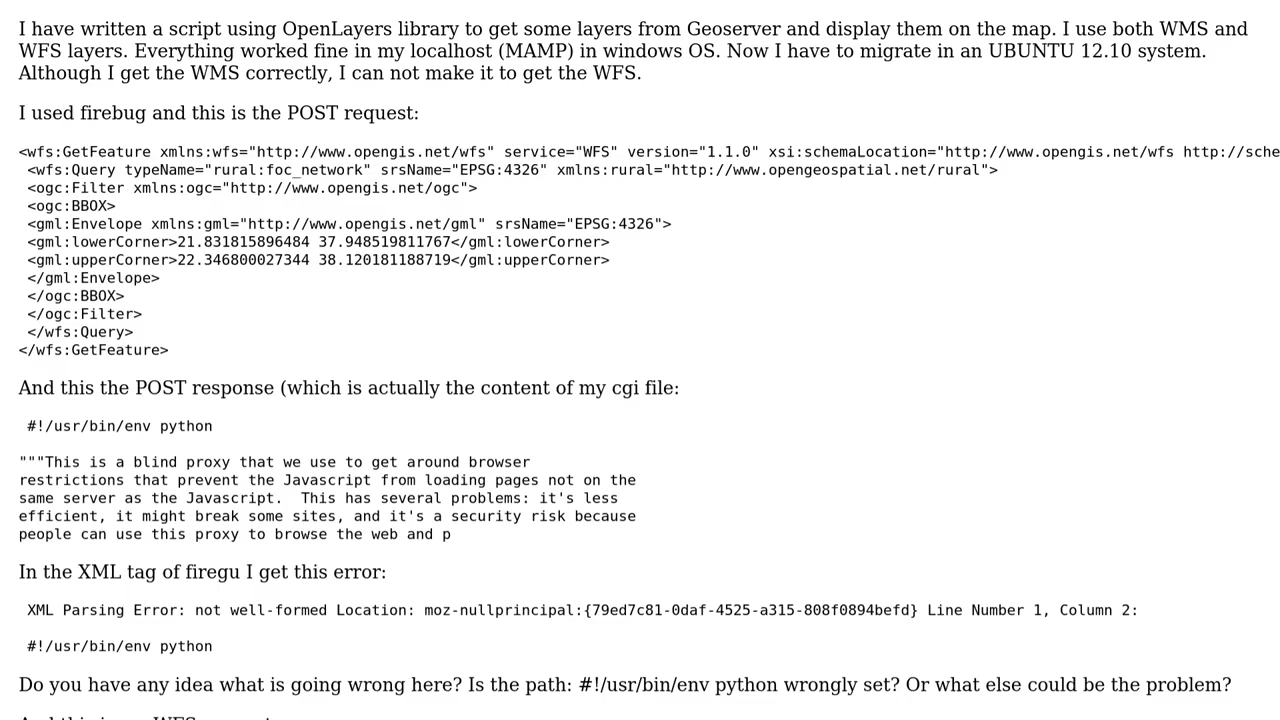 I have written a script using OpenLayers library to get some layers from Geoserver and display them on the map. I use both WMS and
WFS layers. Everything worked fine in my localhost (MAMP) in windows OS. Now I have to migrate in an UBUNTU 12.10 system.
Although I get the WMS correctly, I can not make it to get the WFS.
I used firebug and this is the POST request:
<wfs:GetFeature xmlns:wfs="http://www.opengis.net/wfs" service="WFS" version="1.1.0" xsi:schemaLocation="http://www.opengis.net/wfs http://sche
<wfs:Query typeName="rural:foc_network" srsName="EPSG:4326" xmlns:rural="http://www.opengeospatial.net/rural">
<ogc:Filter xmlns:ogc="http://www.opengis.net/ogc">
<ogc:BBOX>
<gml:Envelope xmlns:gml="http://www.opengis.net/gml" srsName="EPSG:4326">
<gml:lowerCorner>21.831815896484 37.948519811767</gml:lowerCorner>
<gml:upperCorner>22.346800027344 38.120181188719</gml:upperCorner>
</gml:Envelope>
</ogc:BBOX>
</ogc:Filter>
</wfs:Query>
</wfs:GetFeature>
And this the POST response (which is actually the content of my cgi file:
#!/usr/bin/env python
"""This is a blind proxy that we use to get around browser
restrictions that prevent the Javascript from loading pages not on the
same server as the Javascript.  This has several problems: it's less
efficient, it might break some sites, and it's a security risk because
people can use this proxy to browse the web and p
In the XML tag of firegu I get this error:
XML Parsing Error: not well-formed Location: moz-nullprincipal:{79ed7c81-0daf-4525-a315-808f0894befd} Line Number 1, Column 2:
#!/usr/bin/env python
Do you have any idea what is going wrong here? Is the path: #!/usr/bin/env python wrongly set? Or what else could be the problem?